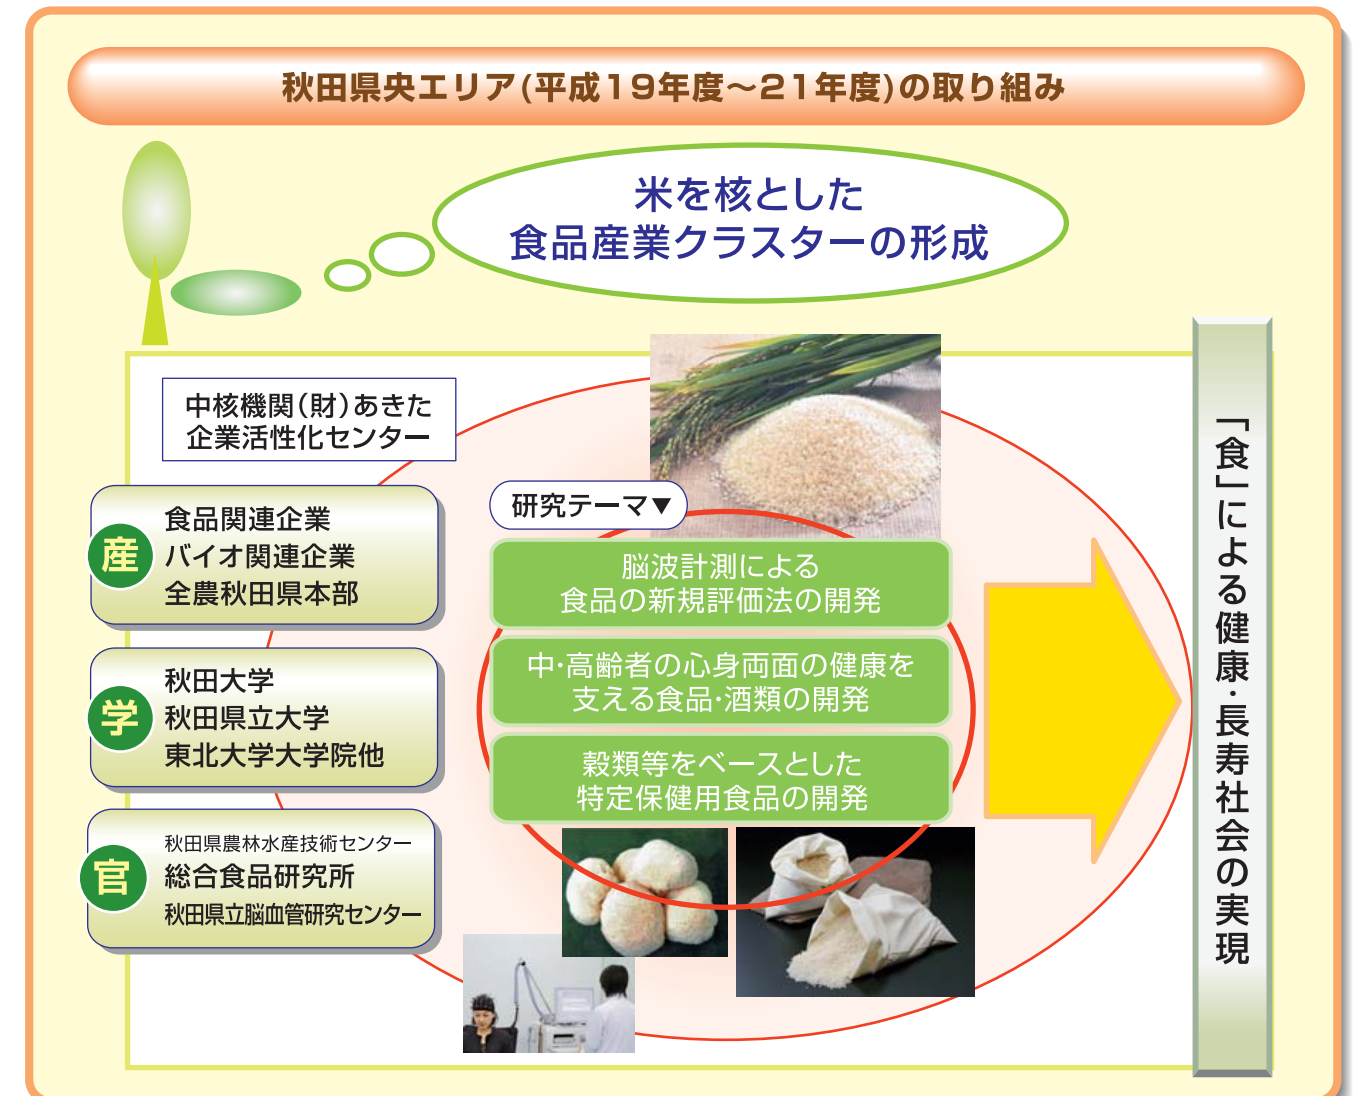 秋田県央エリア(平成19年度～21年度)の取り組み
米を核とした
食品産業クラスターの形成
中核機関(財)あきた
企業活性化センター
産
食品関連企業
バイオ関連企業
全農秋田県本部
学
秋田大学
秋田県立大学
東北大学大学院他
官
秋田県農林水産技術センター
総合食品研究所
秋田県立脳血管研究センター
研究テーマ▼
脳波計測による
食品の新規評価法の開発
中・高齢者の心身両面の健康を
支える食品・酒類の開発
穀類等をベースとした
特定保健用食品の開発
「食」による健康・長寿社会の実現